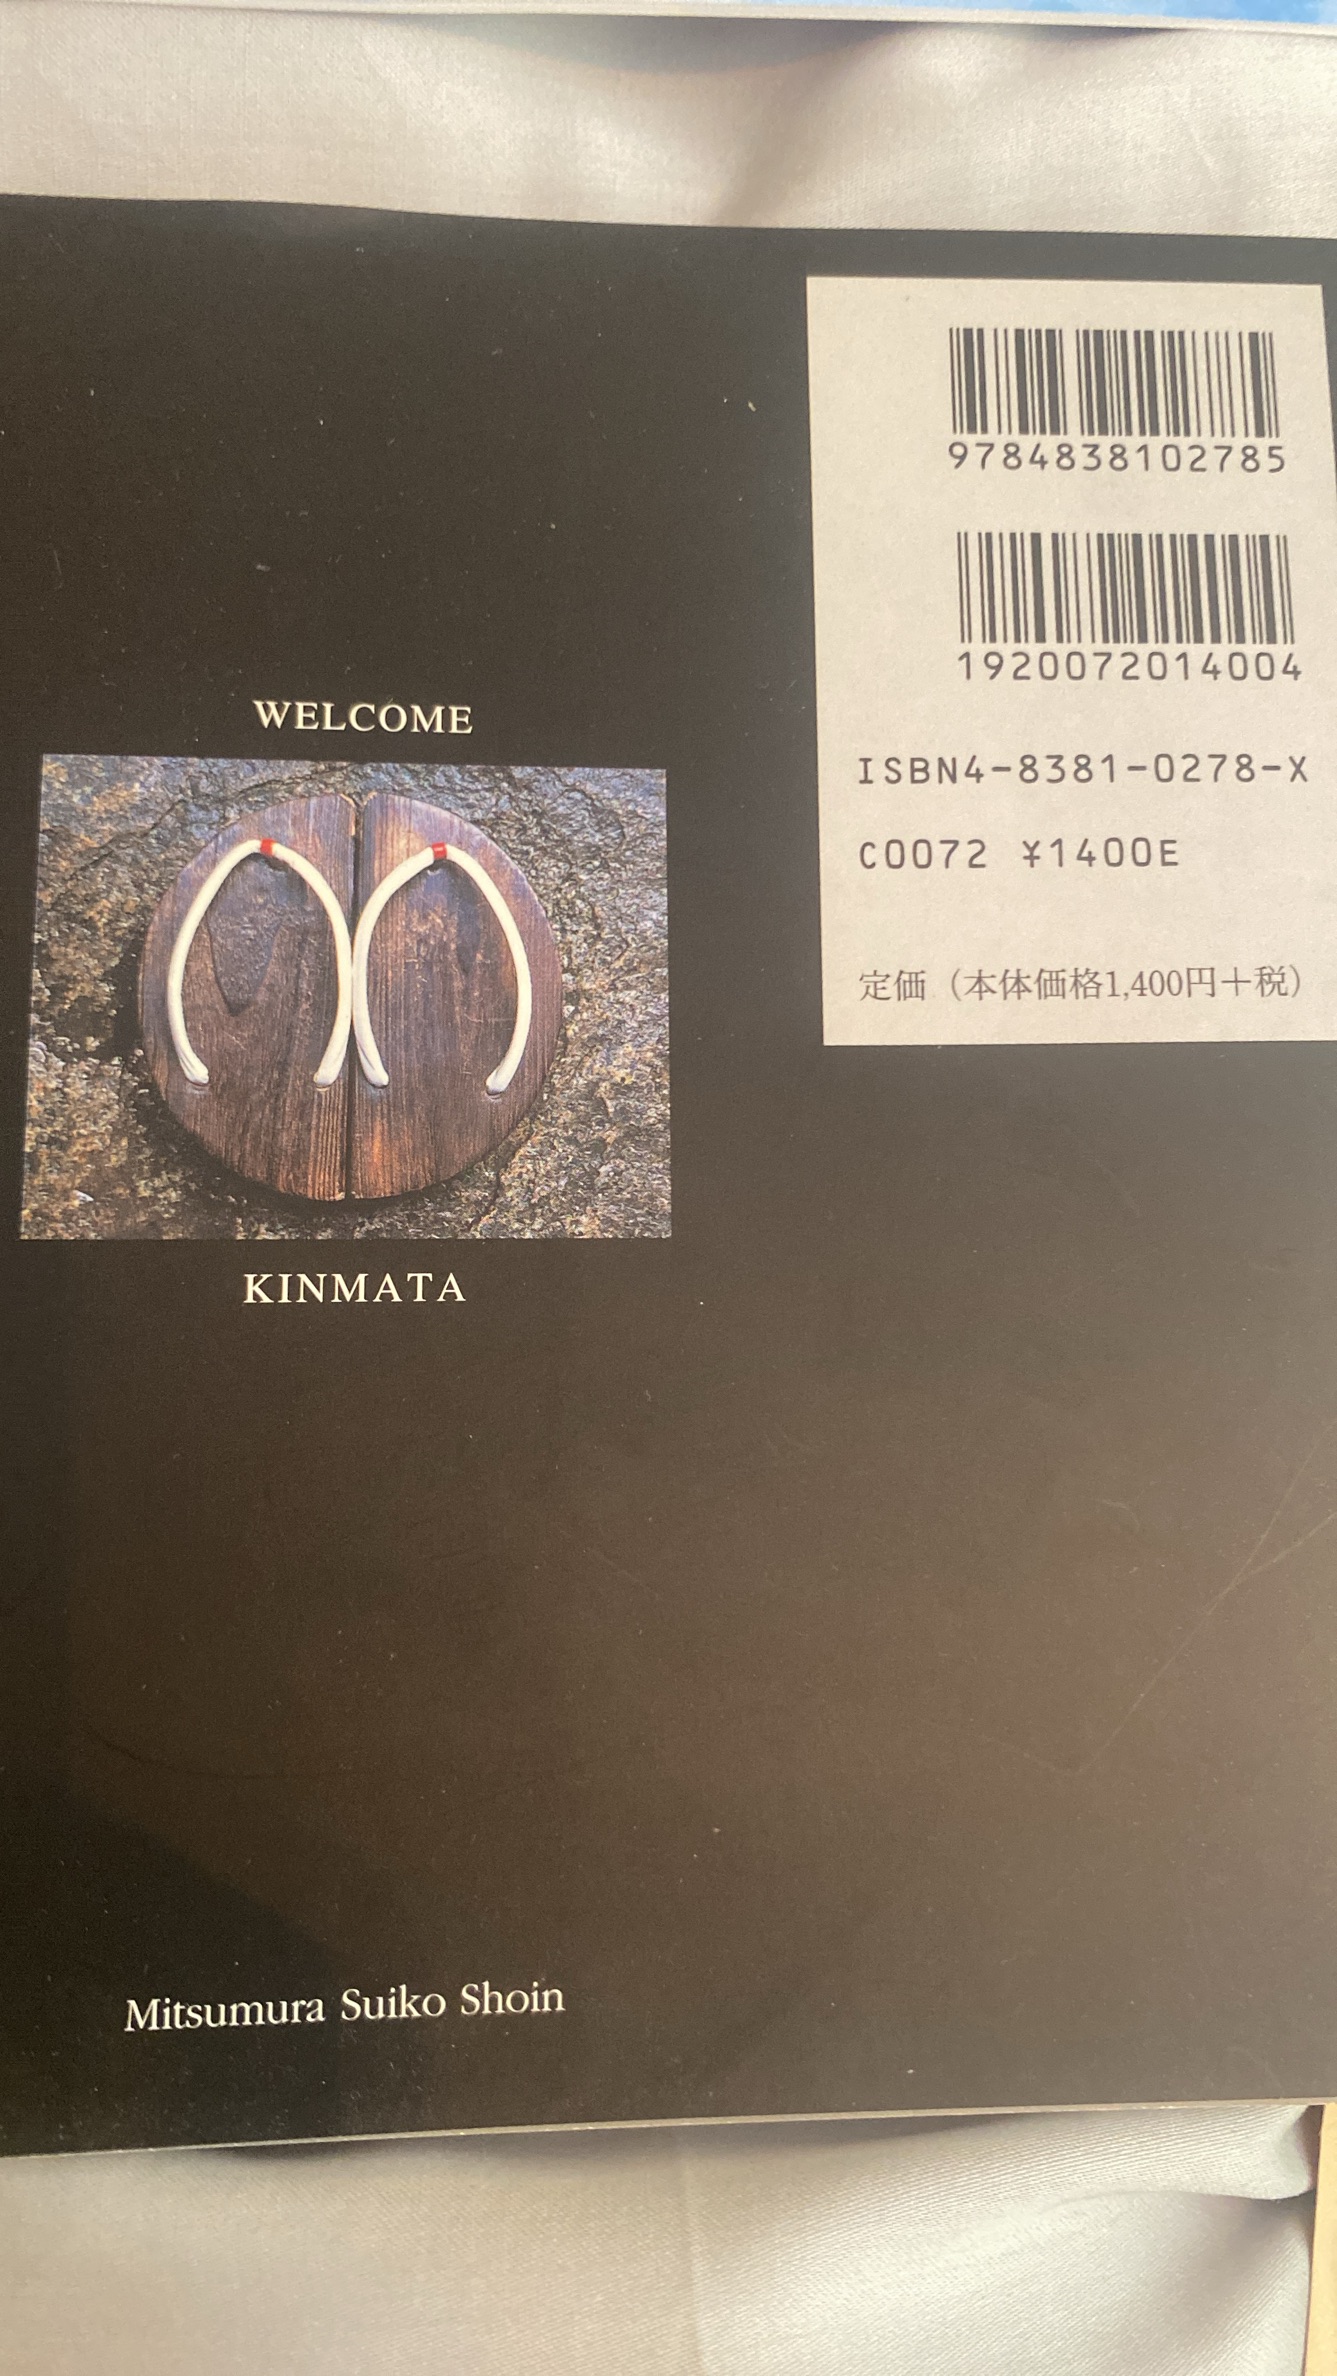 9784838102785
1920072014004
ISBN4-8381-0278-X
C0072 ¥1400E
定価（本体価格1,400円＋税）
WELCOME
KINMATA
Mitsumura Suiko Shoin